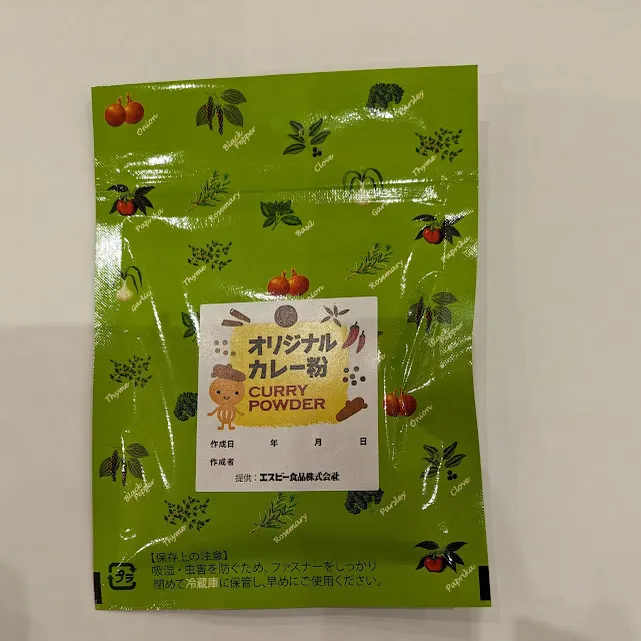 Onion
Black Pepper
Clove
Parsley
Thyme
Paprika
Rosemary
Basil
Paprika
Garlic
Thyme
Rosemary
オリジナル
カレー粉
CURRY
POWDER
作成日 年 月 日
作成者
提供:エスビー食品株式会社
Thyme
Onion
Black Pepper
Thyme
Rosemary
Parsley
Clove
Paprika
【保存上の注意】
吸湿・虫害を防ぐため、ファスナーをしっかり
閉めて冷蔵庫に保管し、早めにご使用ください。
プラ